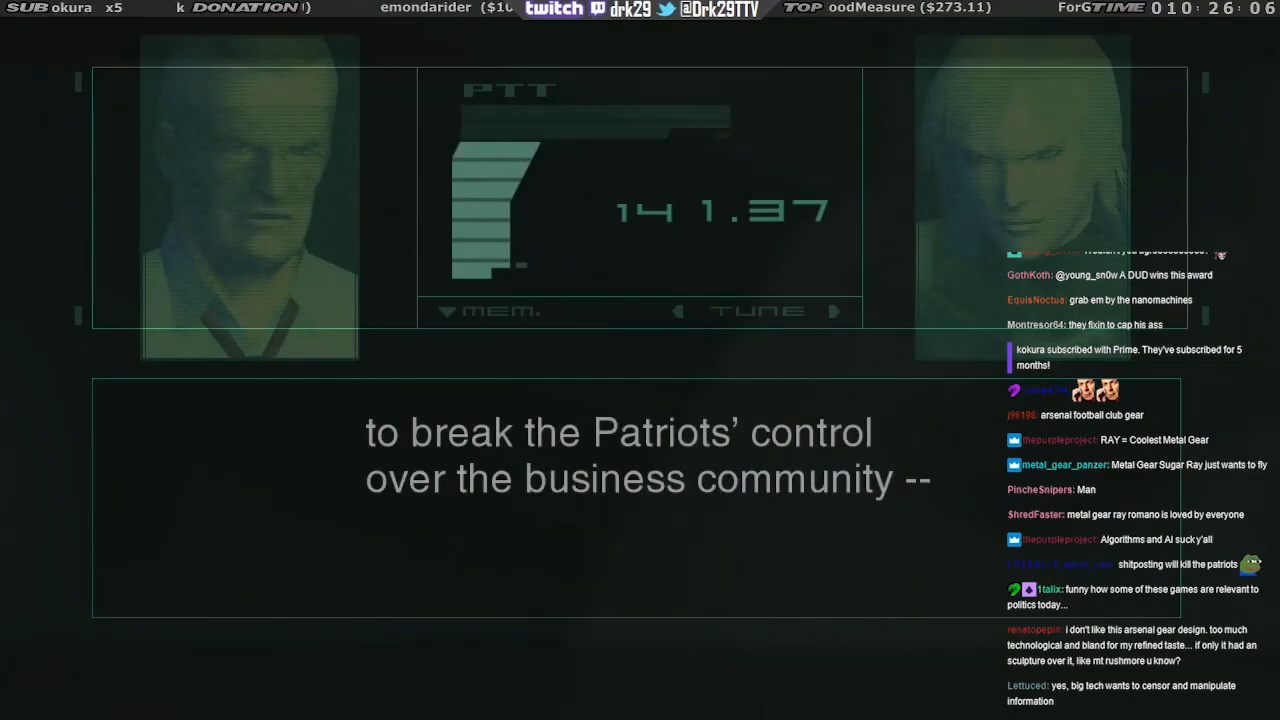 SUB okura x5 k DONATION ) emondarider ($10 twitch drk29 @Drk29TTV TOP oodMeasure ($273.11) ForG TIME 010:26:06
PTT
141.37
MEM.
TUNE
to break the Patriots’ control
over the business community --
GothKoth: @young_sn0w A DUD wins this award
EquisNoctua: grab em by the nanomachines
Montresor64: they fixin to cap his ass
kokura subscribed with Prime. They've subscribed for 5
months!
j96198: arsenal football club gear
thepurpleproject: RAY = Coolest Metal Gear
metal_gear_panzer: Metal Gear Sugar Ray just wants to fly
PincheSnipers: Man
ShredFaster: metal gear ray romano is loved by everyone
thepurpleproject: Algorithms and AI suck y'all
shitposting will kill the patriots
1talix: funny how some of these games are relevant to
politics today...
renatopepiri: i don't like this arsenal gear design. too much
technological and bland for my refined taste... if only it had an
sculpture over it, like mt rushmore u know?
Lettuced: yes, big tech wants to censor and manipulate
information